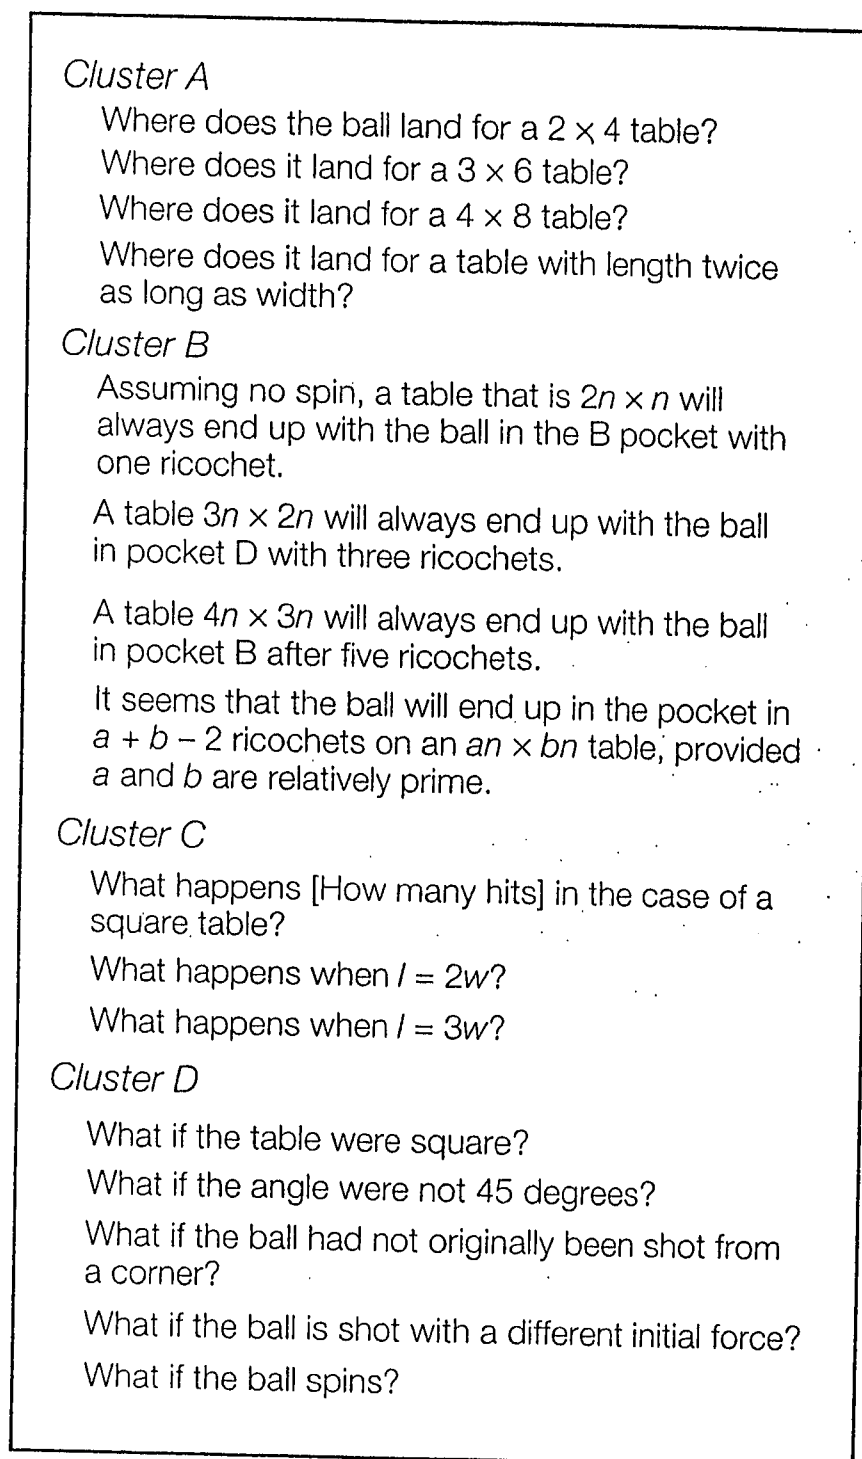 Cluster A
Where does the ball land for a 2 × 4 table?
Where does it land for a 3 × 6 table?
Where does it land for a 4 × 8 table?
Where does it land for a table with length twice
as long as width?
Cluster B
Assuming no spin, a table that is 2n × n will
always end up with the ball in the B pocket with
one ricochet.
A table 3n × 2n will always end up with the ball
in pocket D with three ricochets.
A table 4n × 3n will always end up with the ball
in pocket B after five ricochets.
It seems that the ball will end up in the pocket in
a + b – 2 ricochets on an an × bn table, provided
a and b are relatively prime.
Cluster C
What happens [How many hits] in the case of a
square table?
What happens when l = 2w?
What happens when l = 3w?
Cluster D
What if the table were square?
What if the angle were not 45 degrees?
What if the ball had not originally been shot from
a corner?
What if the ball is shot with a different initial force?
What if the ball spins?